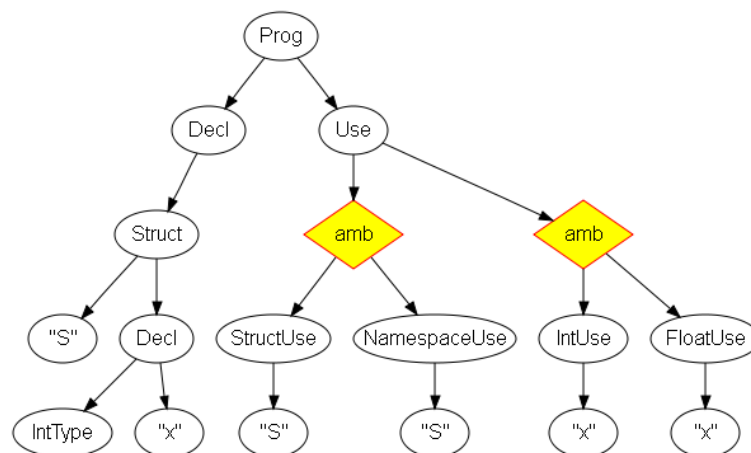 Prog
Decl
Use
Struct
amb
amb
"S"
Decl
StructUse
NamespaceUse
IntUse
FloatUse
IntType
"x"
"S"
"S"
"x"
"x"